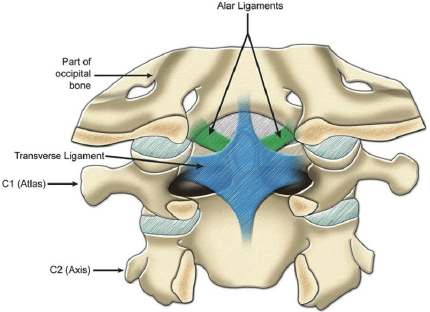 Alar Ligaments
Part of
occipital
bone
Transverse Ligament
C1 (Atlas)
C2 (Axis)